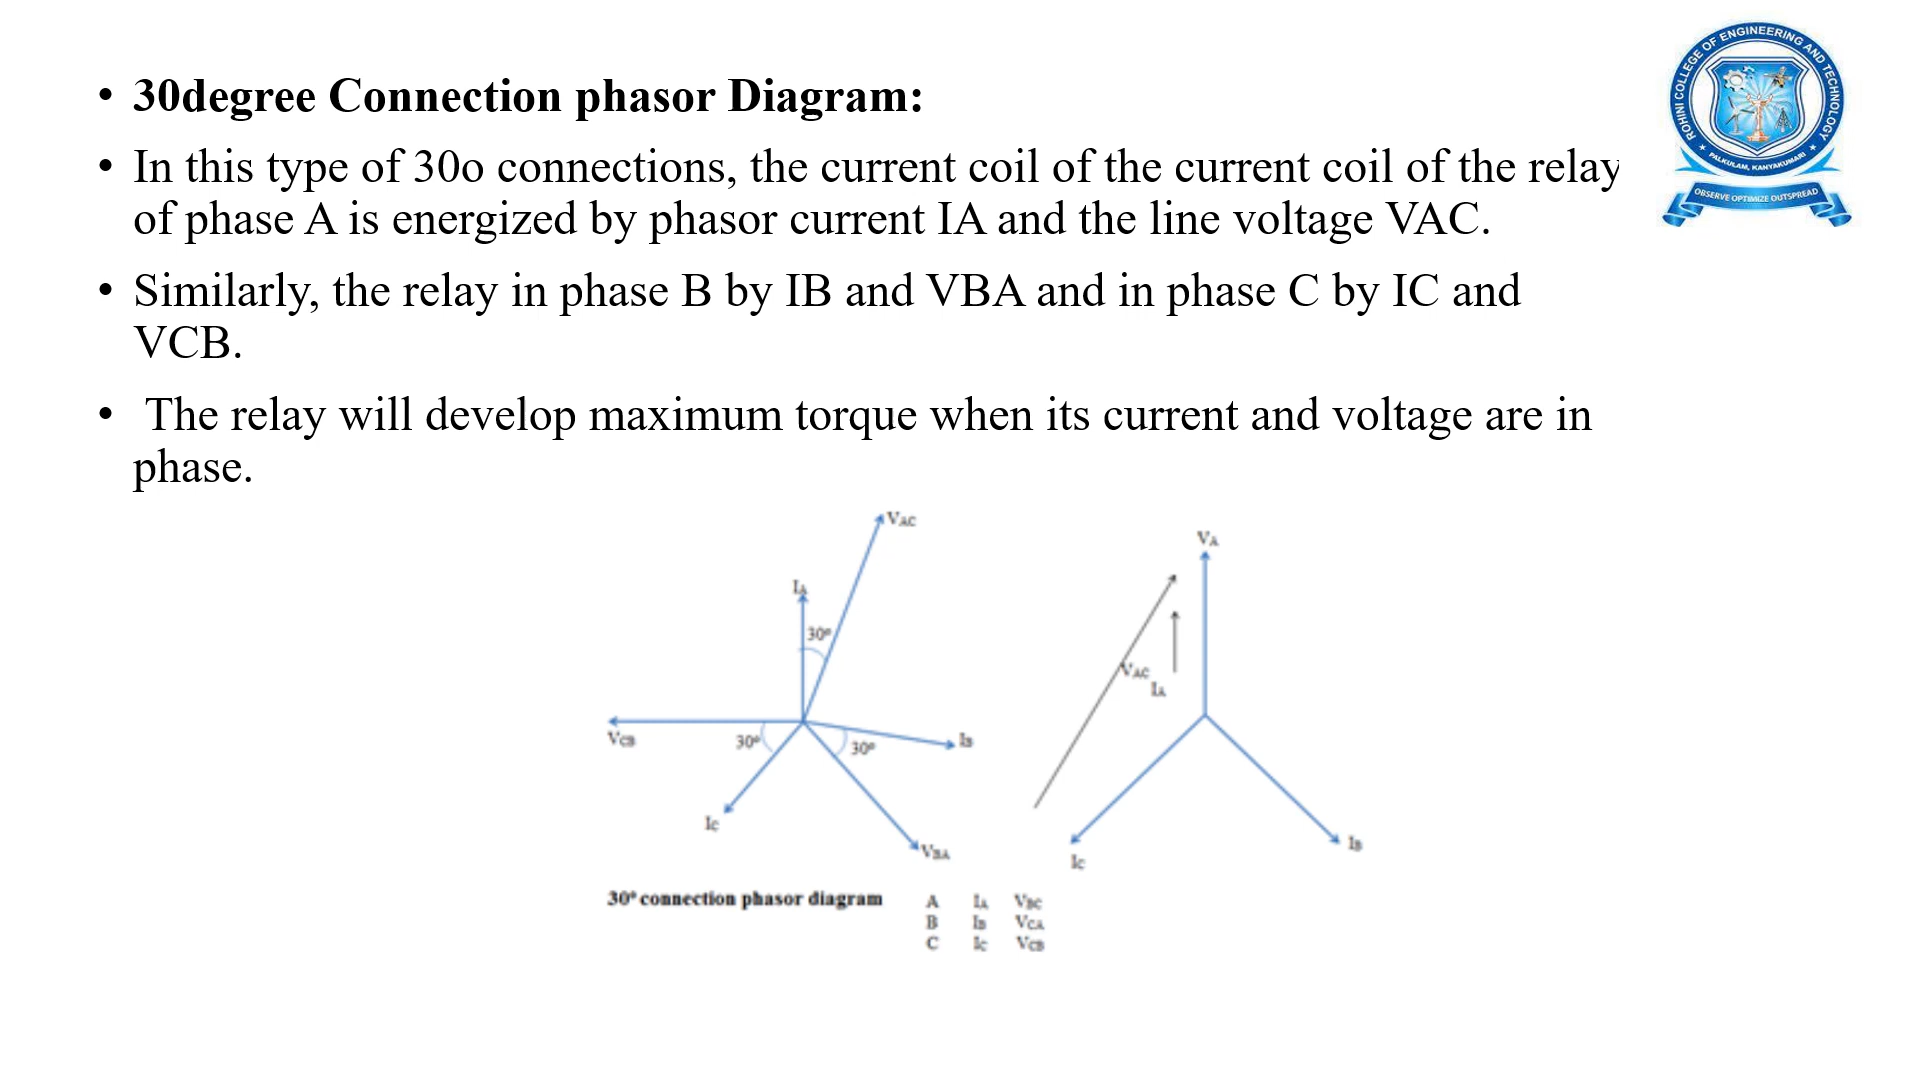 • 30degree Connection phasor Diagram:
• In this type of 30o connections, the current coil of the current coil of the relay
of phase A is energized by phasor current IA and the line voltage VAC.
• Similarly, the relay in phase B by IB and VBA and in phase C by IC and
VCB.
• The relay will develop maximum torque when its current and voltage are in
phase.
ROHINI COLLEGE OF ENGINEERING AND TECHNOLOGY
PALKULAM, KANYAKUMARI
OBSERVE OPTIMIZE OUTSPREAD
VAC
IA
30º
VCB
30º
30º
IB
IC
VBA
VA
VAC
IA
IC
IB
30º connection phasor diagram
A IA VBC
B IB VCA
C IC VCB